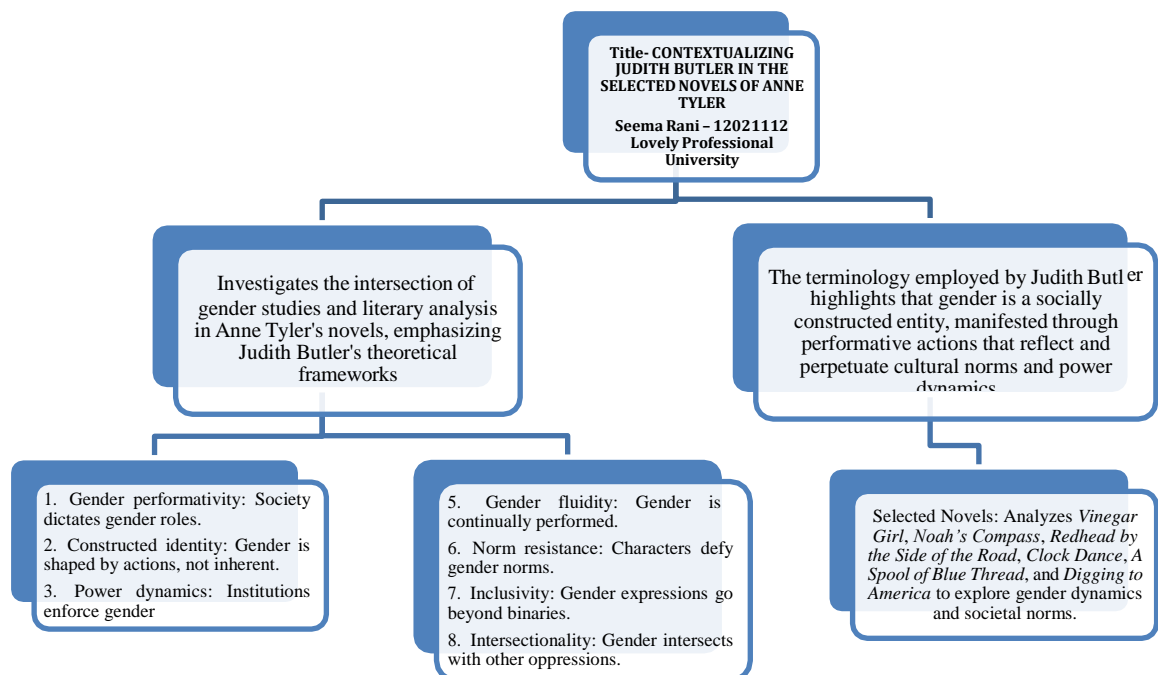 Title- CONTEXTUALIZING
JUDITH BUTLER IN THE
SELECTED NOVELS OF ANNE
TYLER
Seema Rani – 12021112
Lovely Professional
University
Investigates the intersection of
gender studies and literary analysis
in Anne Tyler's novels, emphasizing
Judith Butler's theoretical
frameworks
The terminology employed by Judith Butler
highlights that gender is a socially
constructed entity, manifested through
performative actions that reflect and
perpetuate cultural norms and power
dynamics
1. Gender performativity: Society
dictates gender roles.
2. Constructed identity: Gender is
shaped by actions, not inherent.
3. Power dynamics: Institutions
enforce gender
5. Gender fluidity: Gender is
continually performed.
6. Norm resistance: Characters defy
gender norms.
7. Inclusivity: Gender expressions go
beyond binaries.
8. Intersectionality: Gender intersects
with other oppressions.
Selected Novels: Analyzes Vinegar
Girl, Noah's Compass, Redhead by
the Side of the Road, Clock Dance, A
Spool of Blue Thread, and Digging to
America to explore gender dynamics
and societal norms.